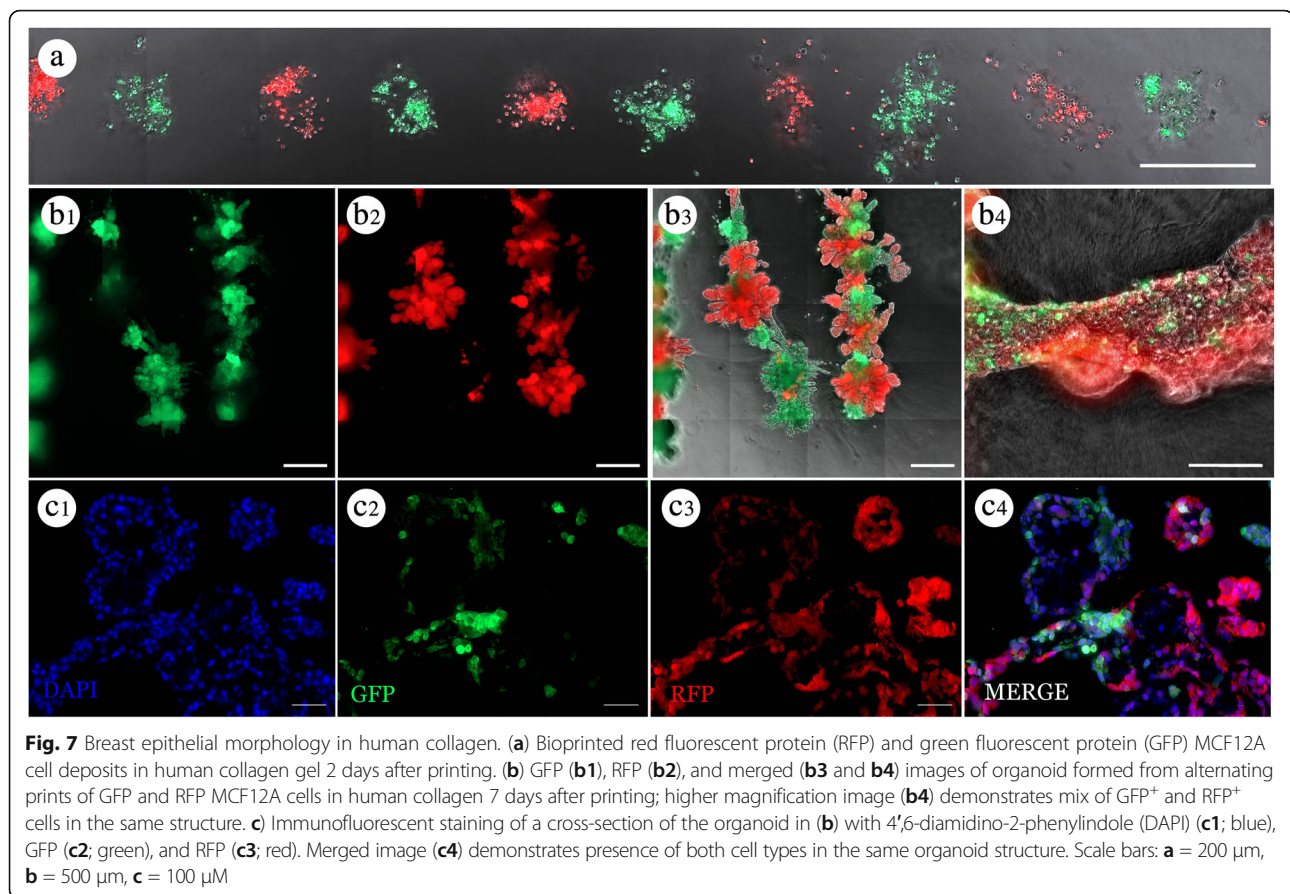 a
b1
b2
b3
b4
c1
c2
c3
c4
DAPI
GFP
RFP
MERGE
Fig. 7 Breast epithelial morphology in human collagen. (a) Bioprinted red fluorescent protein (RFP) and green fluorescent protein (GFP) MCF12A
cell deposits in human collagen gel 2 days after printing. (b) GFP (b1), RFP (b2), and merged (b3 and b4) images of organoid formed from alternating
prints of GFP and RFP MCF12A cells in human collagen 7 days after printing; higher magnification image (b4) demonstrates mix of GFP⁺ and RFP⁺
cells in the same structure. c) Immunofluorescent staining of a cross-section of the organoid in (b) with 4′,6-diamidino-2-phenylindole (DAPI) (c1; blue),
GFP (c2; green), and RFP (c3; red). Merged image (c4) demonstrates presence of both cell types in the same organoid structure. Scale bars: a = 200 μm,
b = 500 μm, c = 100 μM